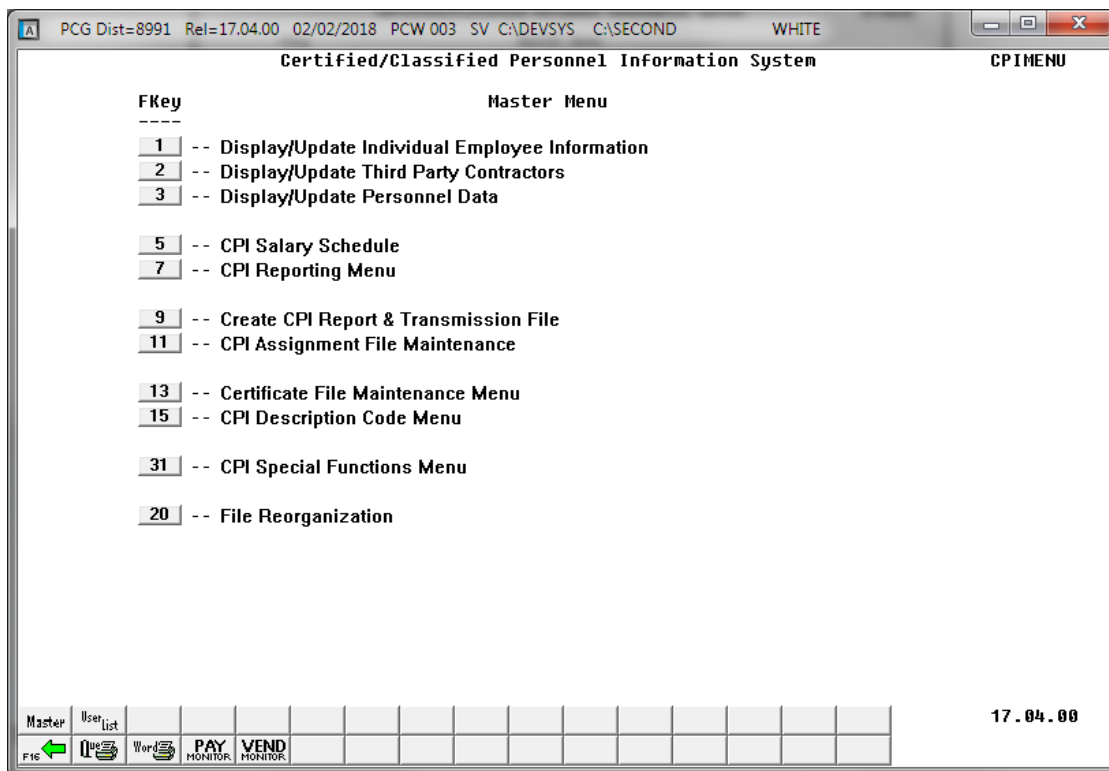 A PCG Dist=8991 Rel=17.04.00 02/02/2018 PCW 003 SV C:\DEVSYS C:\SECOND WHITE X
Certified/Classified Personnel Information System CPIMENU
FKey Master Menu
----
1 -- Display/Update Individual Employee Information
2 -- Display/Update Third Party Contractors
3 -- Display/Update Personnel Data
5 -- CPI Salary Schedule
7 -- CPI Reporting Menu
9 -- Create CPI Report & Transmission File
11 -- CPI Assignment File Maintenance
13 -- Certificate File Maintenance Menu
15 -- CPI Description Code Menu
31 -- CPI Special Functions Menu
20 -- File Reorganization
Master User List 17.04.00
F16 Que Word PAY MONITOR VEND MONITOR